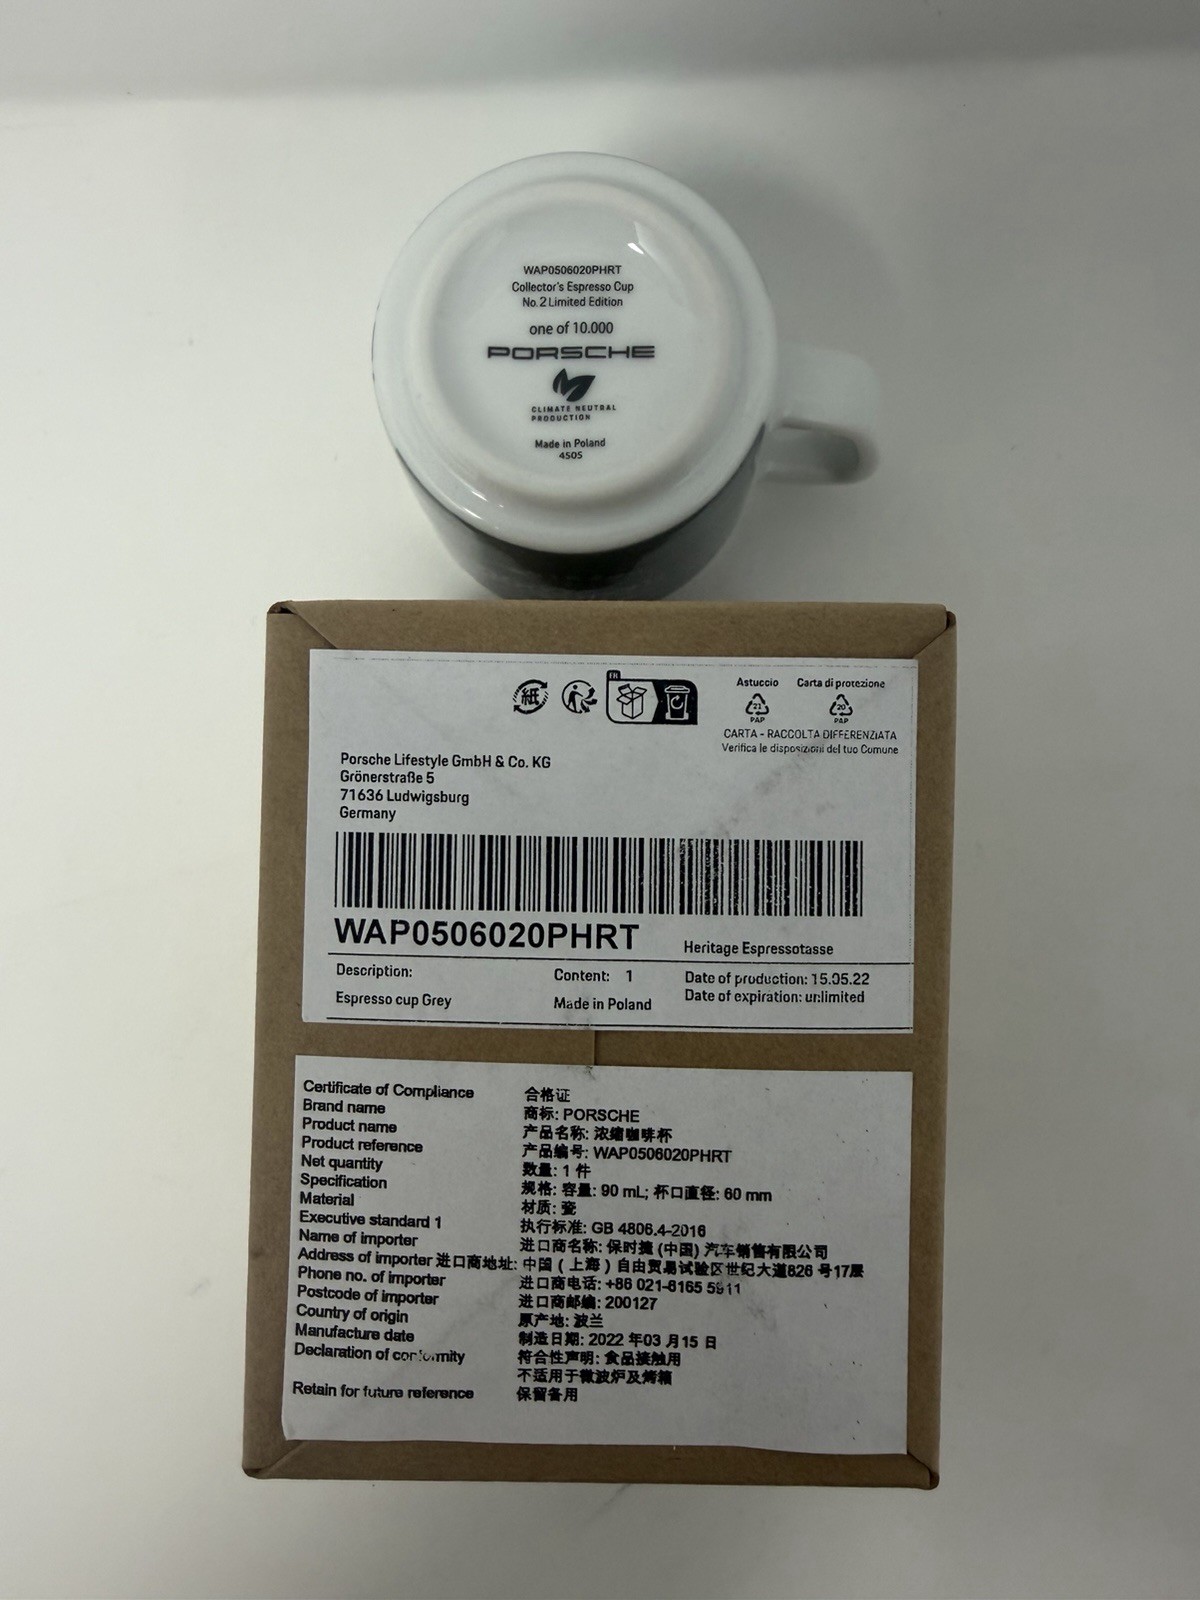 WAP0506020PHRT
Collector's Espresso Cup
No. 2 Limited Edition
one of 10.000
PORSCHE
CLIMATE NEUTRAL
PRODUCTION
Made in Poland
4505
紙
FR
Astuccio Carta di protezione
21 20
PAP PAP
CARTA - RACCOLTA DIFFERENZIATA
Verifica le disposizioni del tuo Comune
Porsche Lifestyle GmbH & Co. KG
Grönerstraße 5
71636 Ludwigsburg
Germany
WAP0506020PHRT Heritage Espressotasse
Description: Content: 1 Date of production: 15.05.22
Espresso cup Grey Made in Poland Date of expiration: unlimited
Certificate of Compliance 合格证
Brand name 商标: PORSCHE
Product name 产品名称: 浓缩咖啡杯
Product reference 产品编号: WAP0506020PHRT
Net quantity 数量: 1 件
Specification 规格: 容量: 90 mL; 杯口直径: 60 mm
Material 材质: 瓷
Executive standard 1 执行标准: GB 4806.4-2016
Name of importer 进口商名称: 保时捷 (中国) 汽车销售有限公司
Address of importer 进口商地址: 中国（上海）自由贸易试验区世纪大道826 号17层
Phone no. of importer 进口商电话: +86 021-8165 5911
Postcode of importer 进口商邮编: 200127
Country of origin 原产地: 波兰
Manufacture date 制造日期: 2022 年03 月15 日
Declaration of conformity 符合性声明: 食品接触用
不适用于微波炉及烤箱
Retain for future reference 保留备用